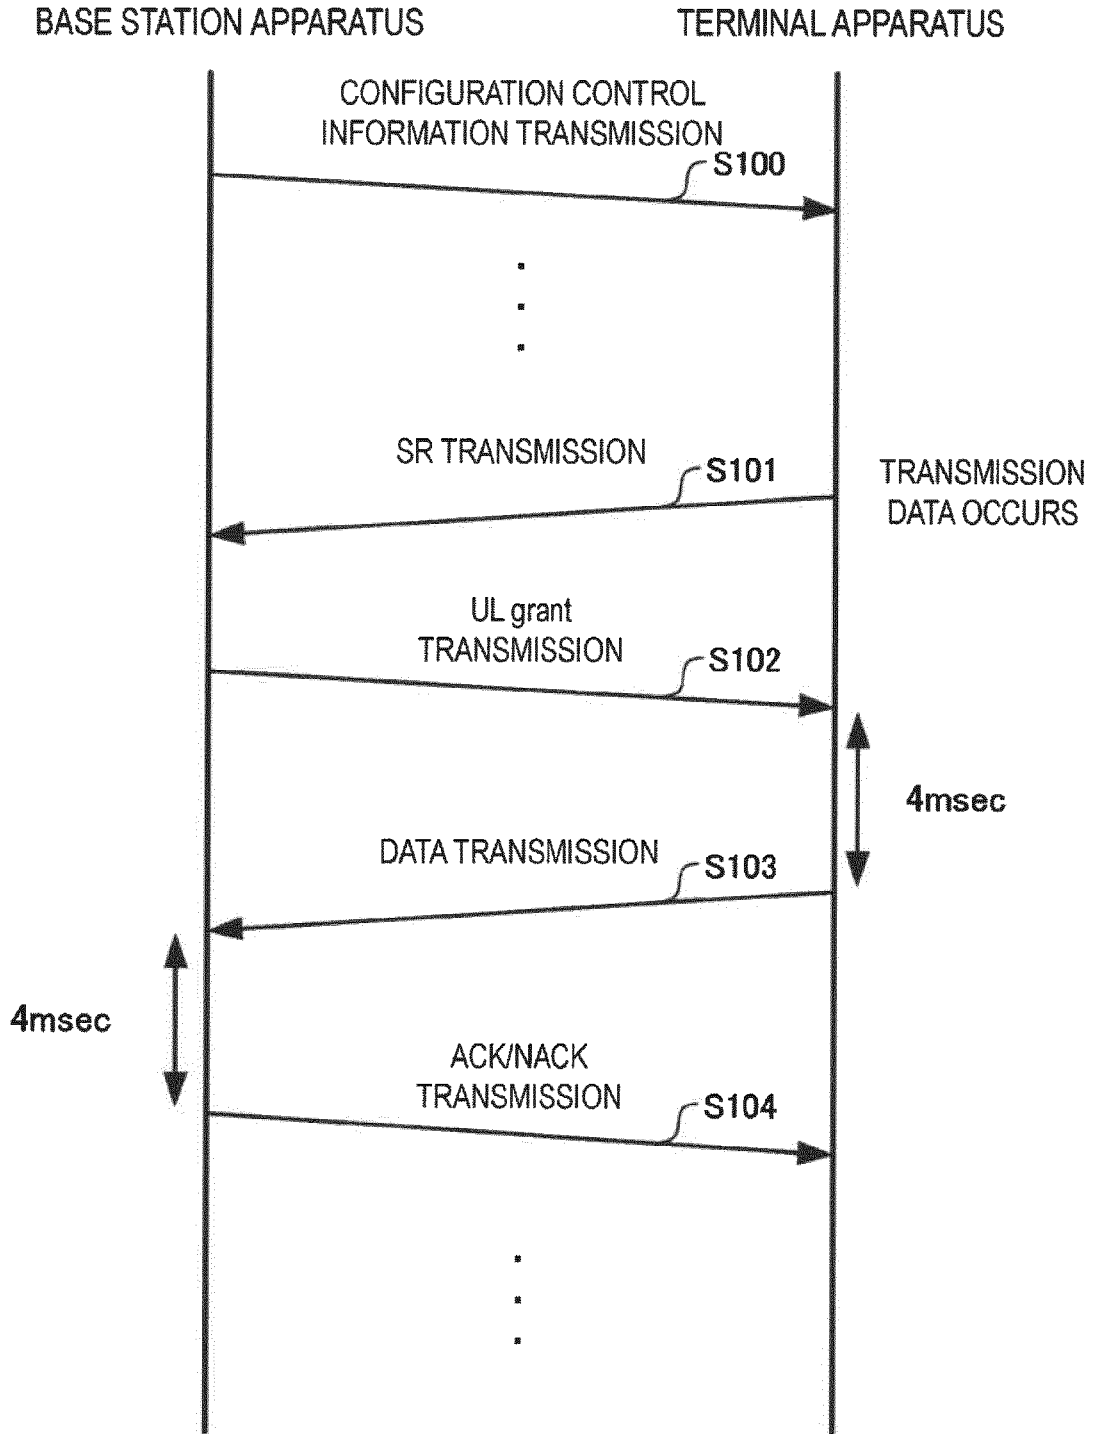 BASE STATION APPARATUS
TERMINAL APPARATUS
CONFIGURATION CONTROL
INFORMATION TRANSMISSION
S100
SR TRANSMISSION
S101
TRANSMISSION
DATA OCCURS
UL grant
TRANSMISSION
S102
4msec
DATA TRANSMISSION
S103
4msec
ACK/NACK
TRANSMISSION
S104